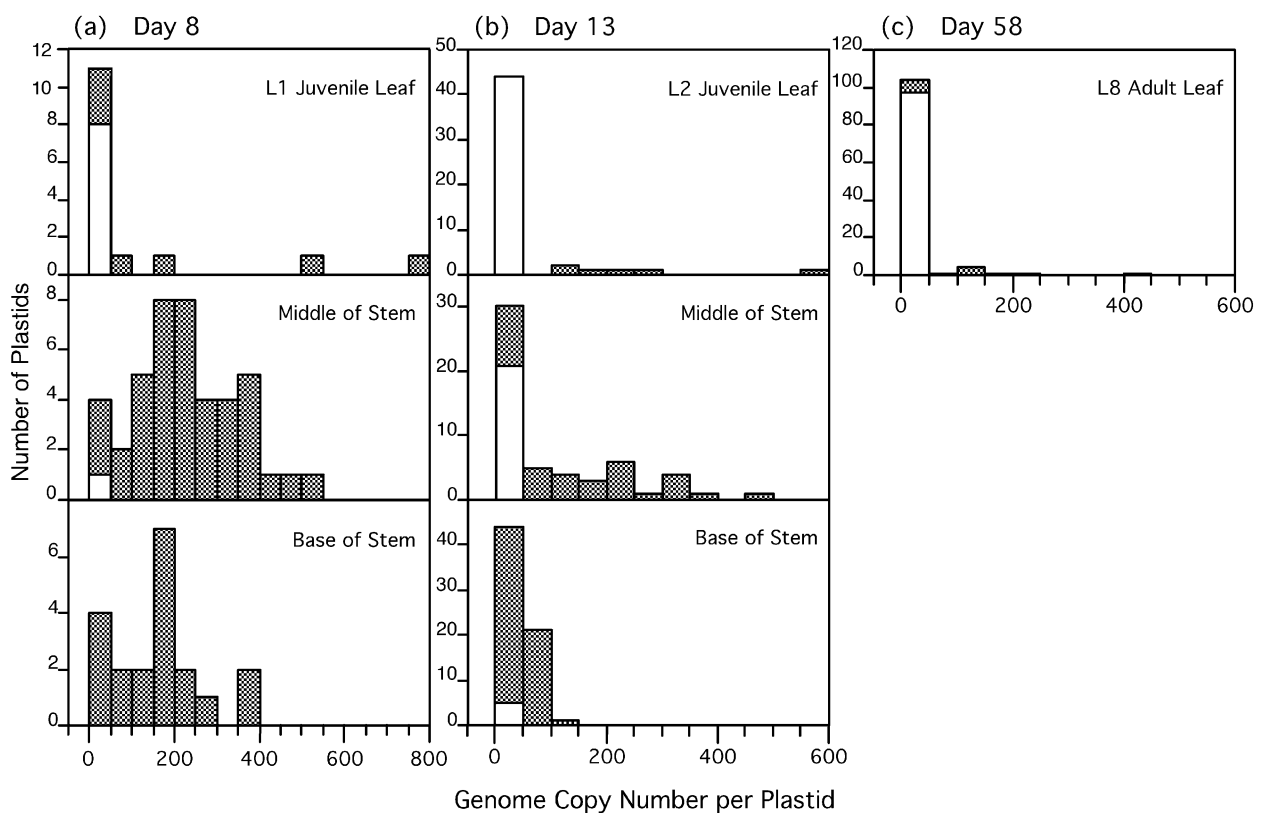 (a) Day 8
(b) Day 13
(c) Day 58
Number of Plastids
12
10
8
6
4
2
0
L1 Juvenile Leaf
8
6
4
2
0
Middle of Stem
6
4
2
0
Base of Stem
0 200 400 600 800
50
40
30
20
10
0
L2 Juvenile Leaf
30
20
10
0
Middle of Stem
40
30
20
10
0
Base of Stem
0 200 400 600
120
100
80
60
40
20
0
L8 Adult Leaf
0 200 400 600
Genome Copy Number per Plastid